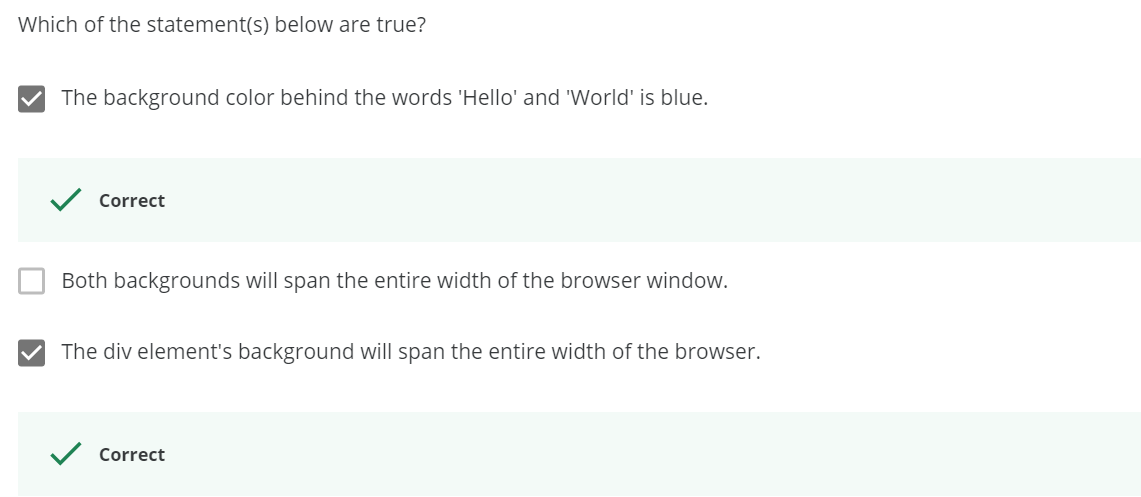 Which of the statement(s) below are true?
The background color behind the words 'Hello' and 'World' is blue.
Correct
Both backgrounds will span the entire width of the browser window.
The div element's background will span the entire width of the browser.
Correct